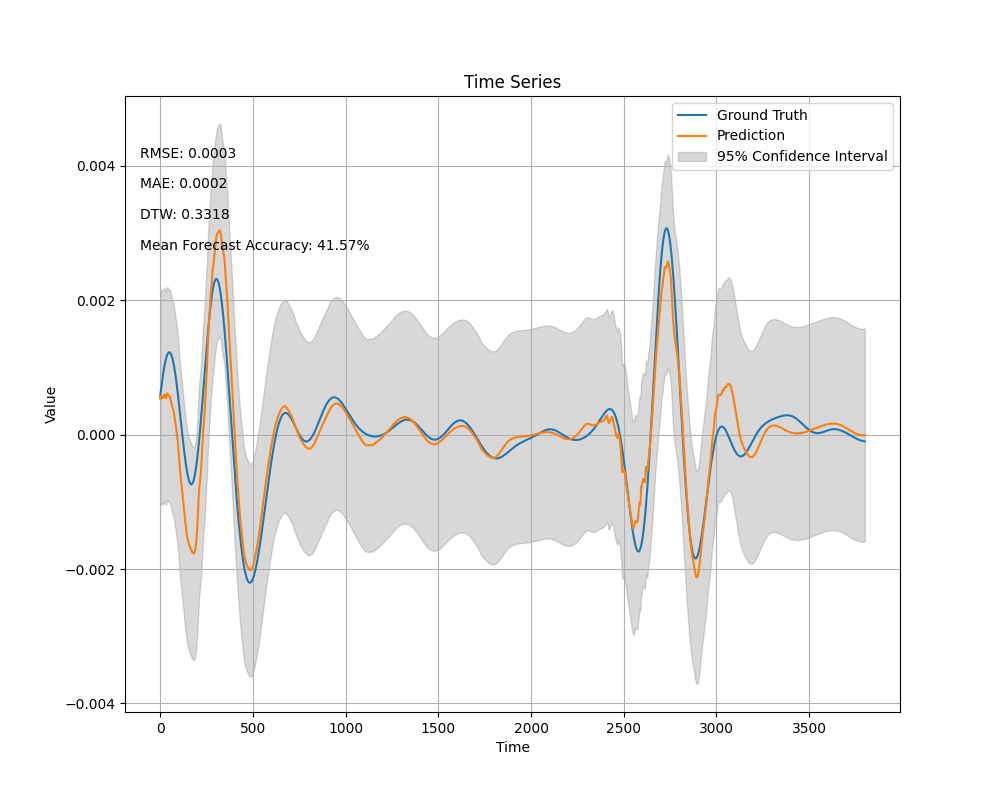 Time Series
Ground Truth
Prediction
95% Confidence Interval
RMSE: 0.0003
MAE: 0.0002
DTW: 0.3318
Mean Forecast Accuracy: 41.57%
Value
0.004
0.002
0.000
−0.002
−0.004
0 500 1000 1500 2000 2500 3000 3500
Time